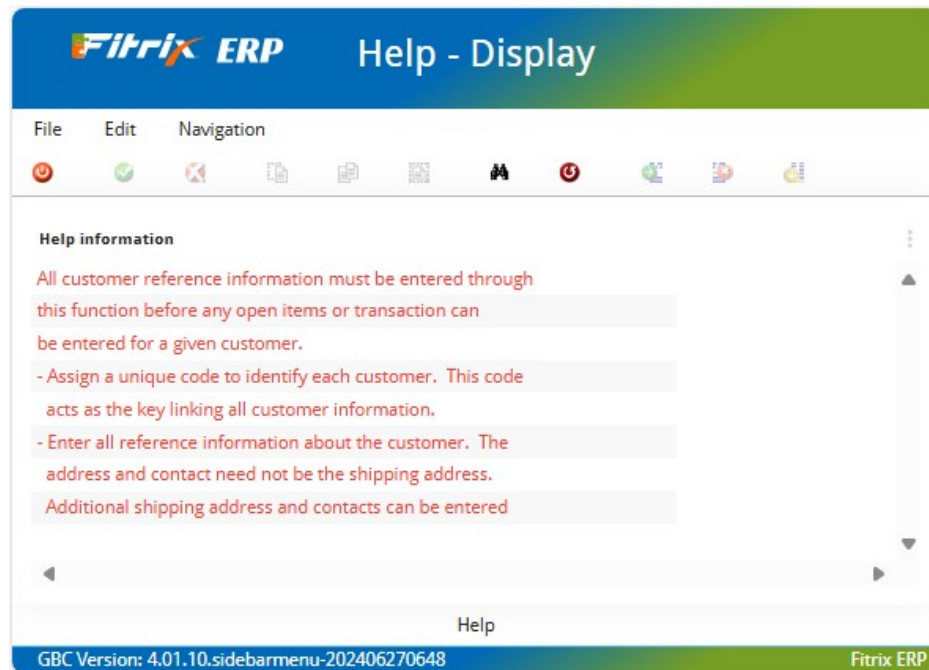 Fitrix ERP Help - Display
File Edit Navigation
Help information
All customer reference information must be entered through
this function before any open items or transaction can
be entered for a given customer.
- Assign a unique code to identify each customer.  This code
acts as the key linking all customer information.
- Enter all reference information about the customer.  The
address and contact need not be the shipping address.
Additional shipping address and contacts can be entered
Help
GBC Version: 4.01.10.sidebarmenu-202406270648 Fitrix ERP